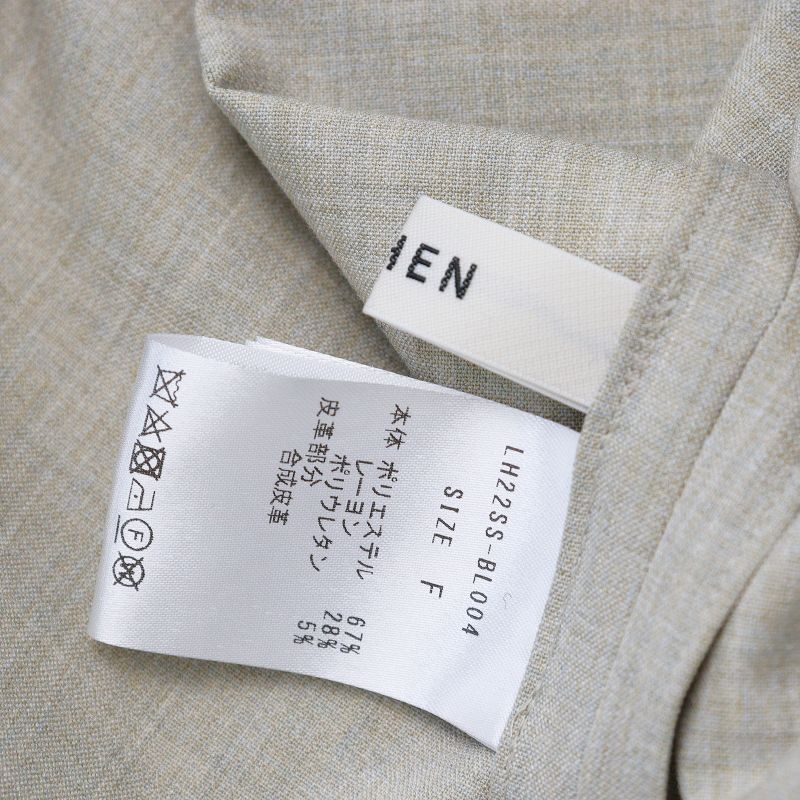 HEN
LH22SS-BL004
SIZE F
本体 ポリエステル 67%
レーヨン 28%
ポリウレタン 5%
皮革部分
合成皮革
F